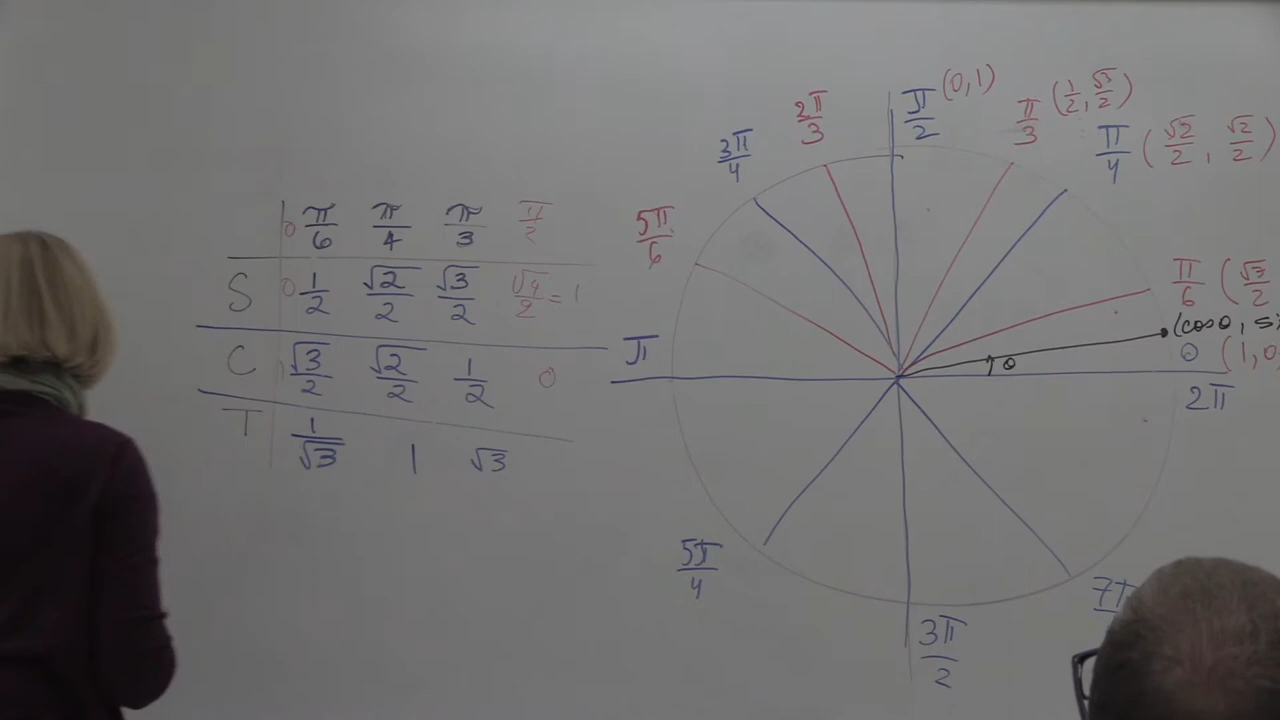 0 π/6 π/4 π/3 π/2
S 0 1/2 √2/2 √3/2 √4/2 = 1
C √3/2 √2/2 1/2 0
T 1/√3 1 √3
π/2 (0,1)
π/3 (1/2, √3/2)
π/4 (√2/2, √2/2)
2π/3
3π/4
5π/6
π/6 (√3/2
(cosθ, s
θ
0 (1,0
π
2π
5π/4
3π/2